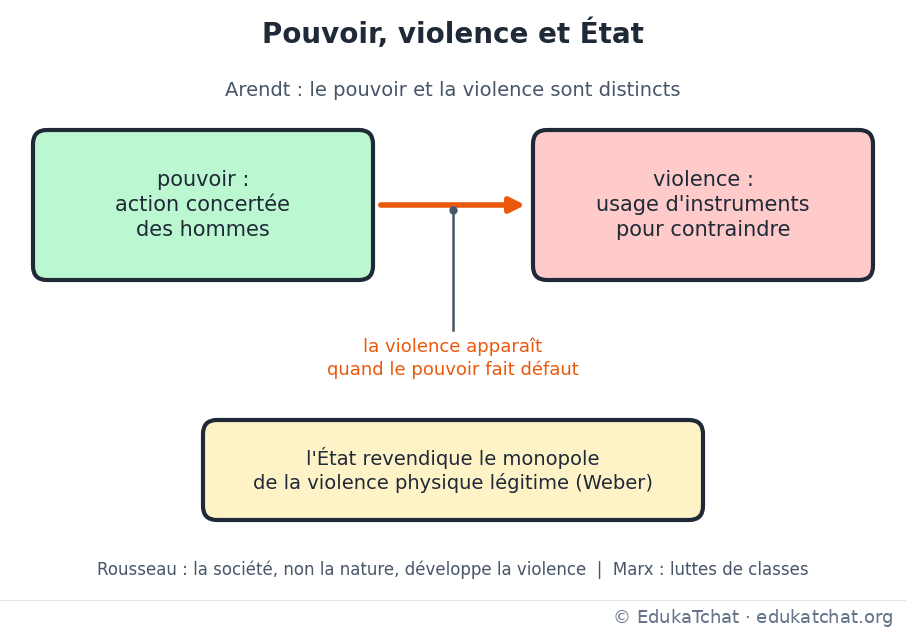 Pouvoir, violence et État
Arendt : le pouvoir et la violence sont distincts
pouvoir :
action concertée
des hommes
violence :
usage d'instruments
pour contraindre
la violence apparaît
quand le pouvoir fait défaut
l'État revendique le monopole
de la violence physique légitime (Weber)
Rousseau : la société, non la nature, développe la violence | Marx : luttes de classes
© EdukaTchat · edukatchat.org